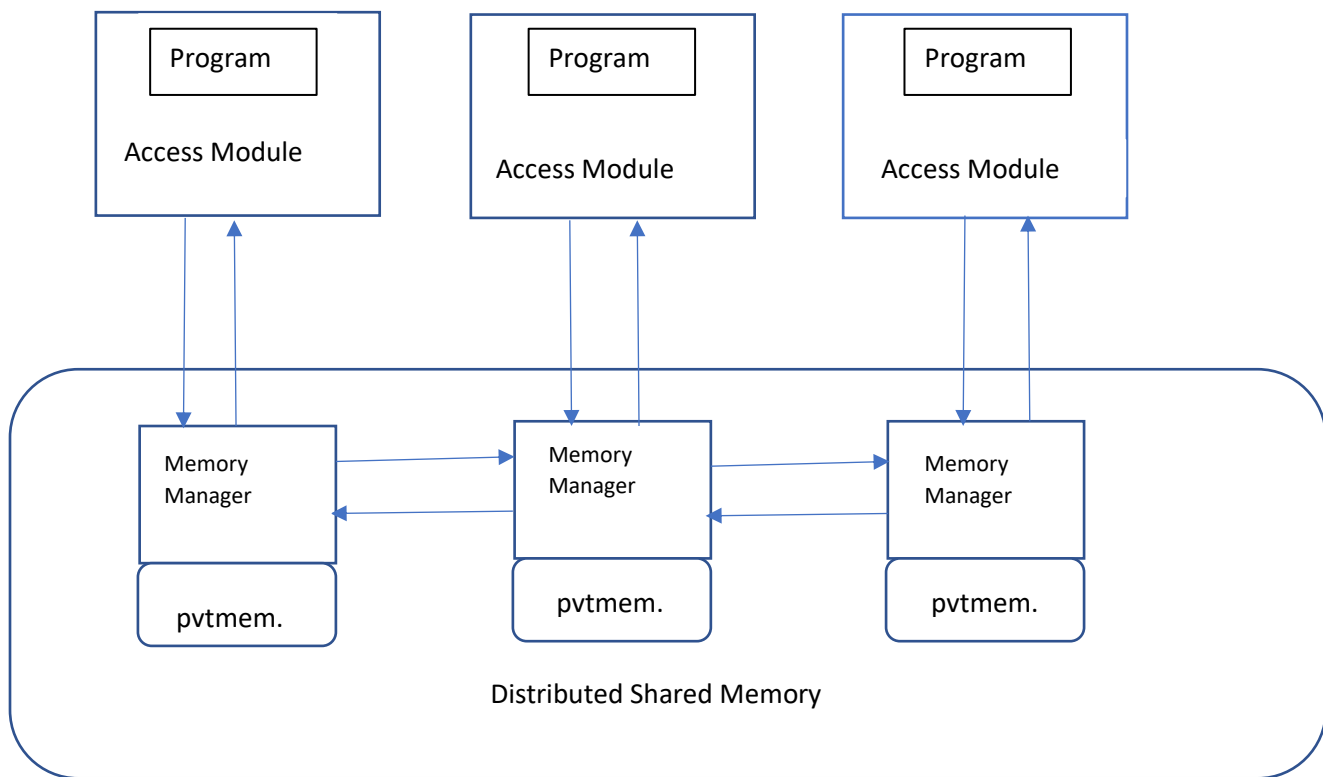 Program
Program
Program
Access Module
Access Module
Access Module
Memory
Manager
Memory
Manager
Memory
Manager
pvtmem.
pvtmem.
pvtmem.
Distributed Shared Memory